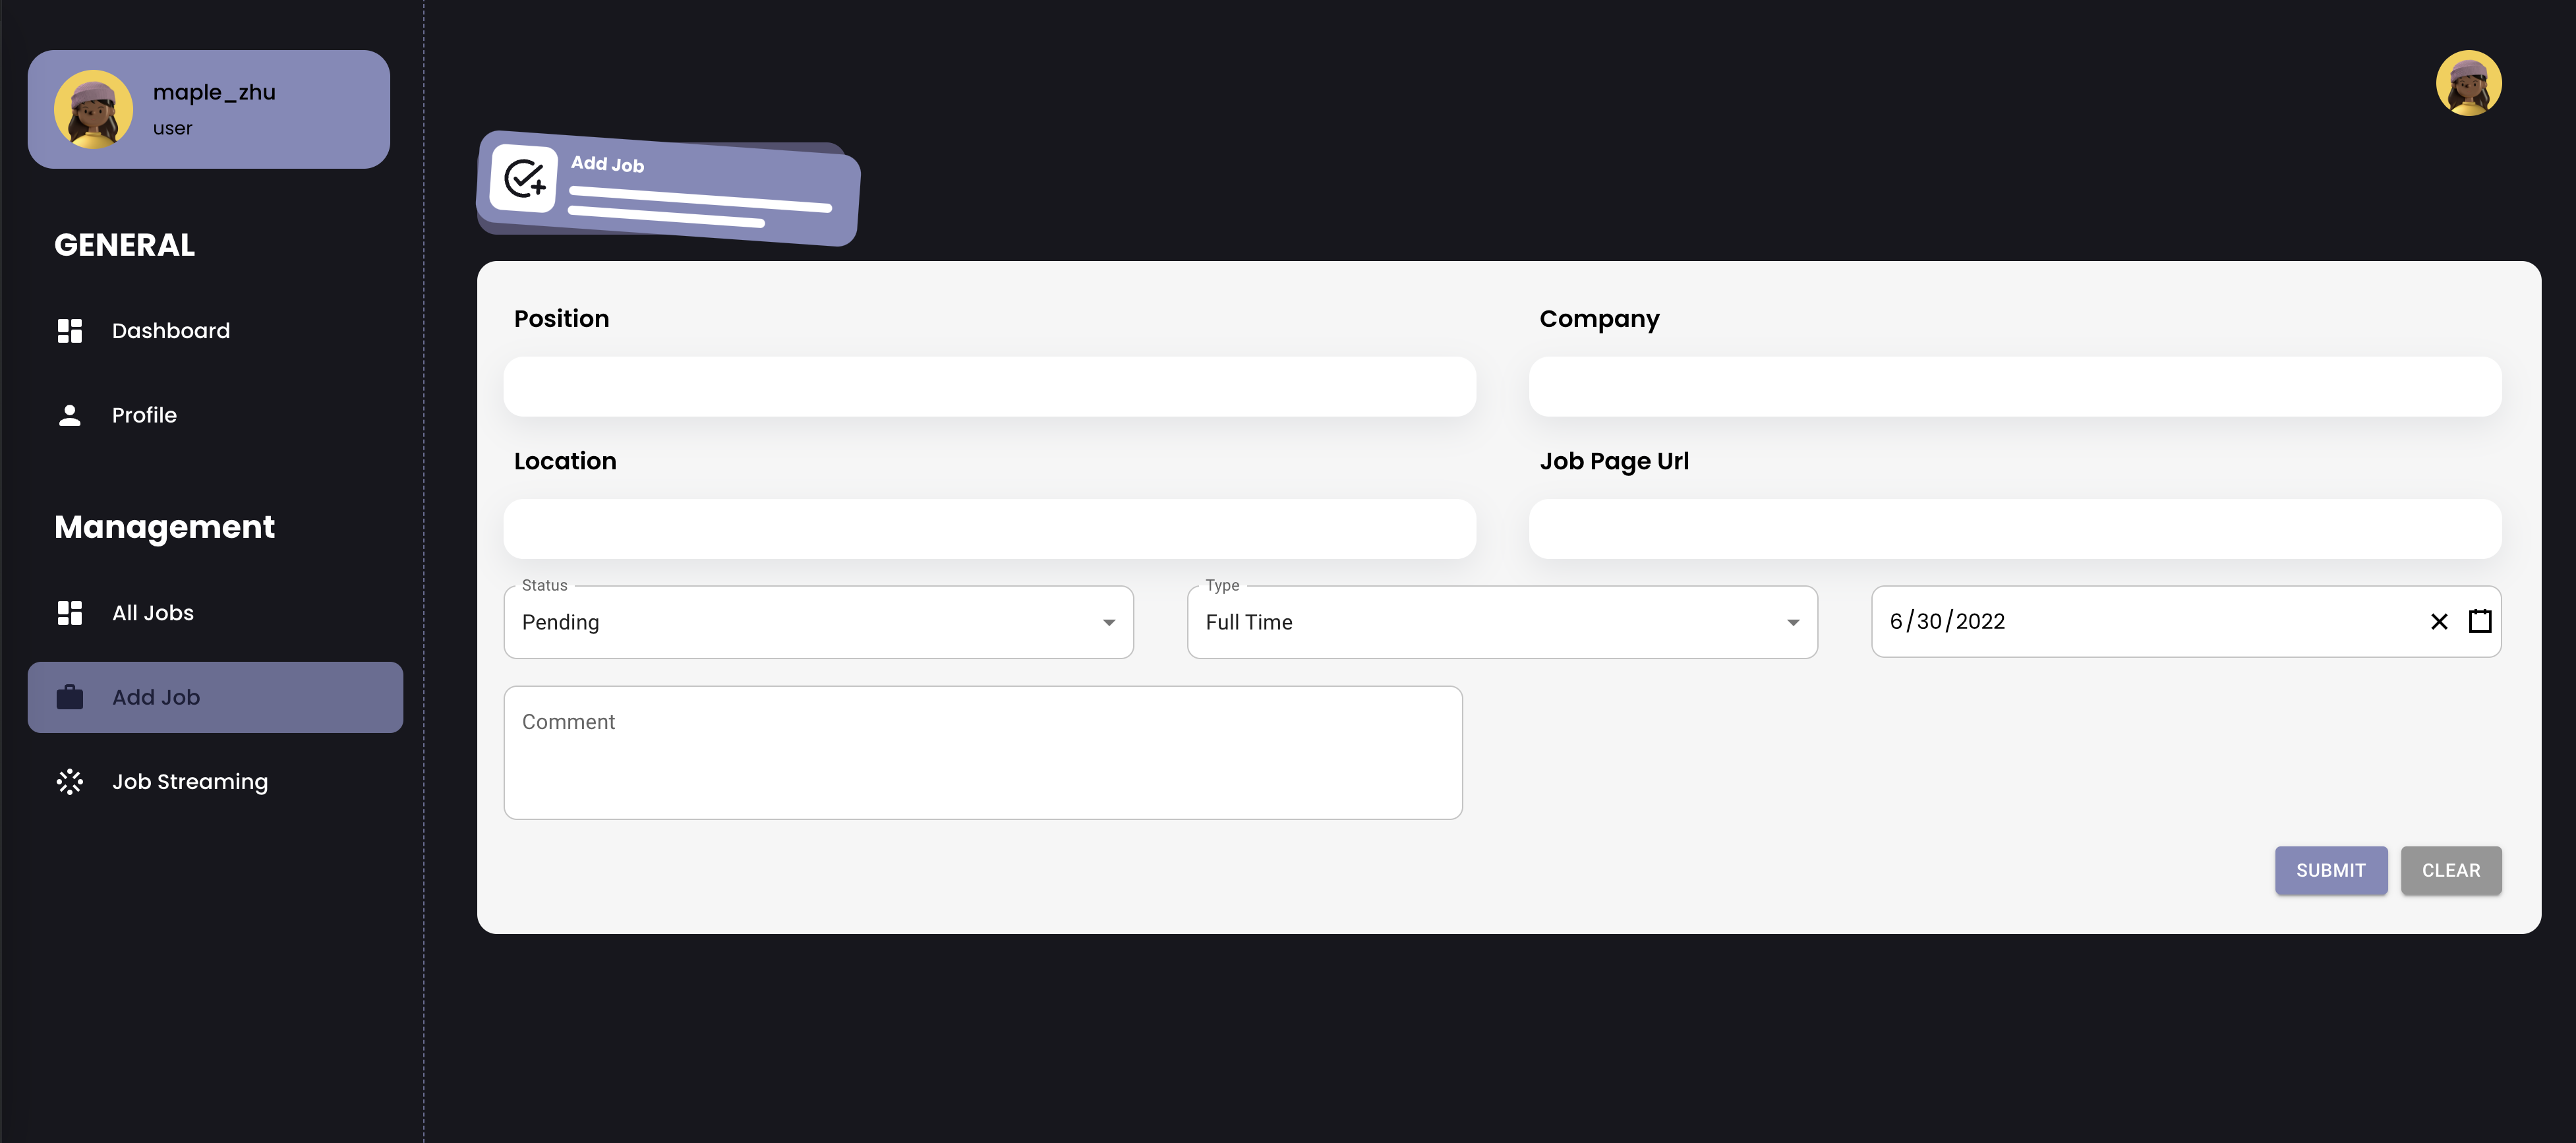 maple_zhu
user
GENERAL
Dashboard
Profile
Management
All Jobs
Add Job
Job Streaming
Add Job
Position
Company
Location
Job Page Url
Status
Pending
Type
Full Time
6/30/2022
Comment
SUBMIT
CLEAR